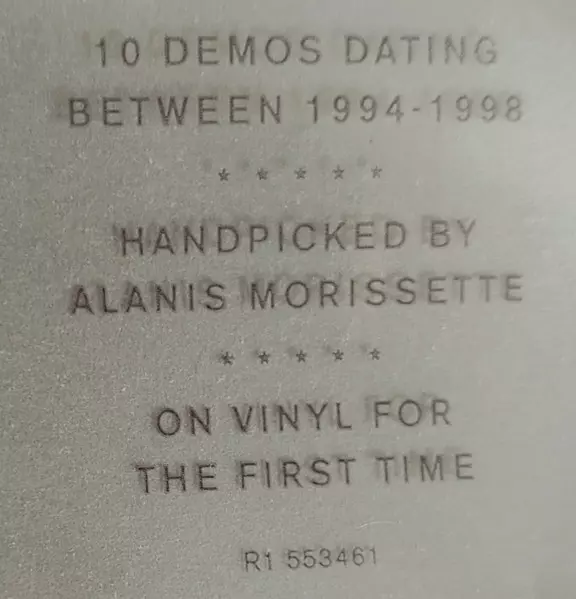 10 DEMOS DATING
BETWEEN 1994-1998
* * * * *
HANDPICKED BY
ALANIS MORISSETTE
* * * * *
ON VINYL FOR
THE FIRST TIME
R1 553461